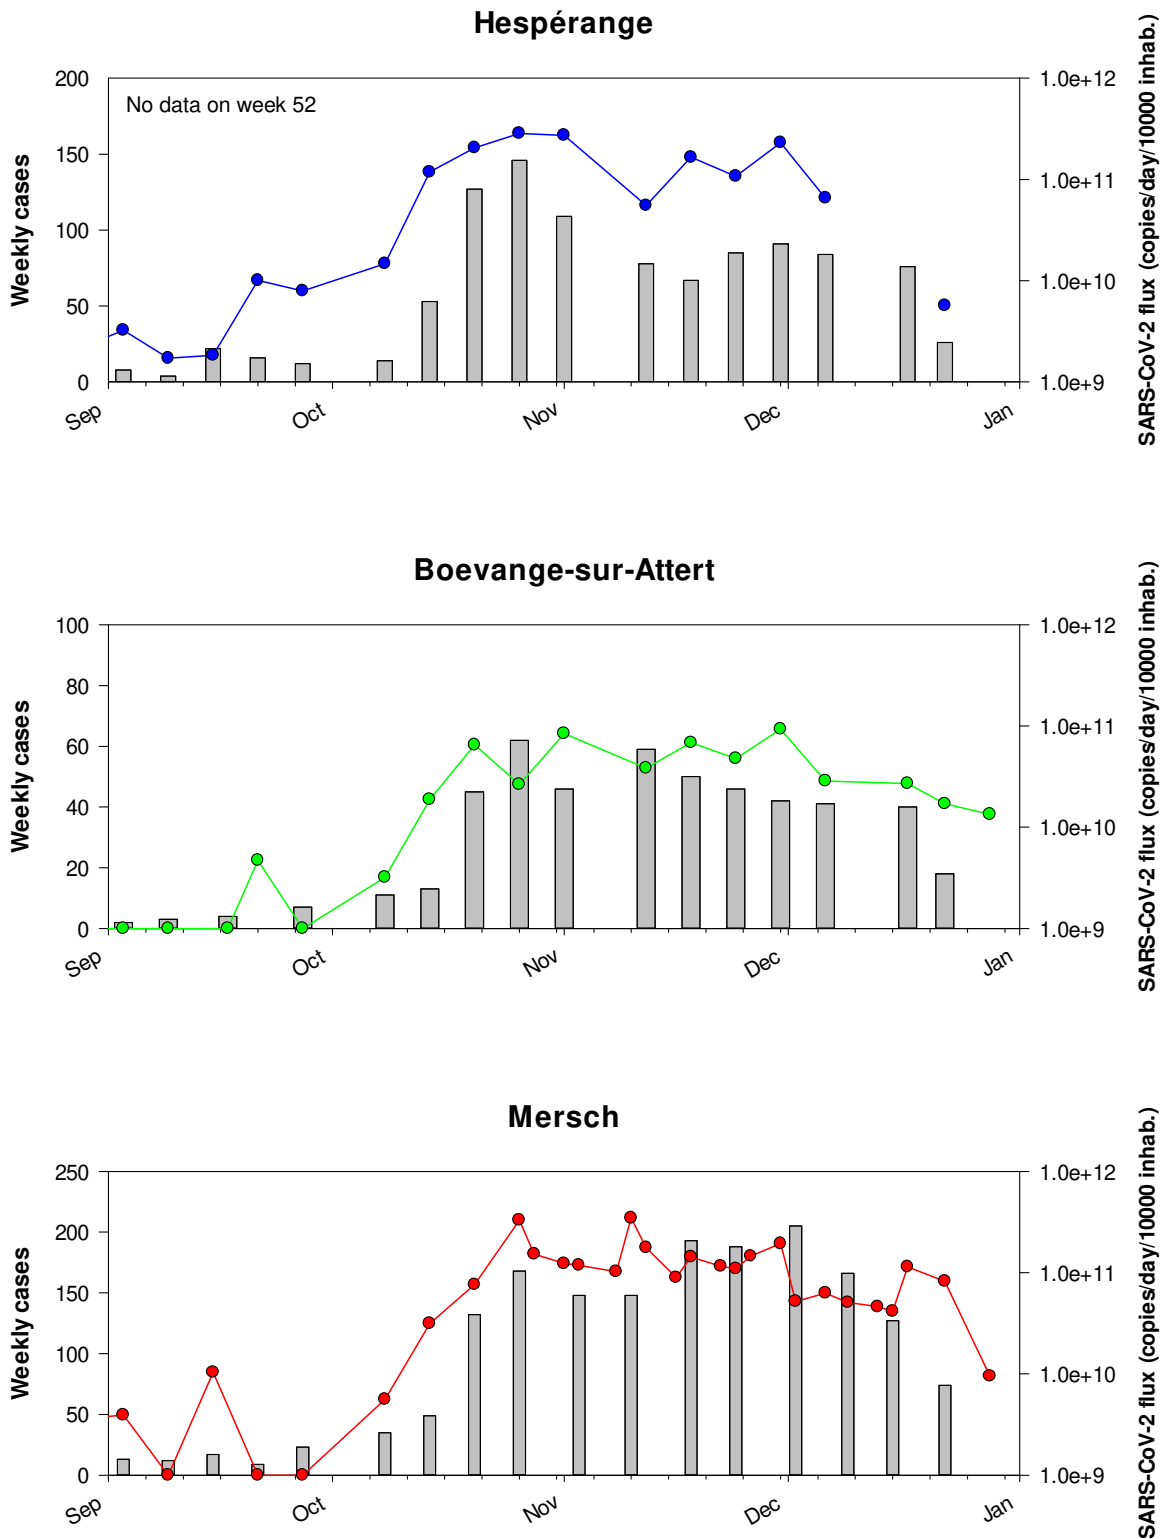 Hespérange
Weekly cases
200
150
100
50
0
No data on week 52
1.0e+12
1.0e+11
1.0e+10
1.0e+9
SARS-CoV-2 flux (copies/day/10000 inhab.)
Sep
Oct
Nov
Dec
Jan
Boevange-sur-Attert
Weekly cases
100
80
60
40
20
0
1.0e+12
1.0e+11
1.0e+10
1.0e+9
SARS-CoV-2 flux (copies/day/10000 inhab.)
Sep
Oct
Nov
Dec
Jan
Mersch
Weekly cases
250
200
150
100
50
0
1.0e+12
1.0e+11
1.0e+10
1.0e+9
SARS-CoV-2 flux (copies/day/10000 inhab.)
Sep
Oct
Nov
Dec
Jan